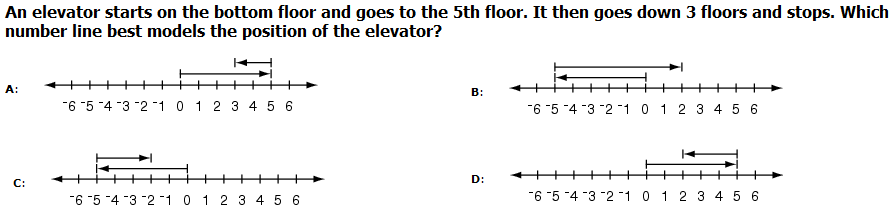 An elevator starts on the bottom floor and goes to the 5th floor. It then goes down 3 floors and stops. Which
number line best models the position of the elevator?
A:
-6 -5 -4 -3 -2 -1 0 1 2 3 4 5 6
B:
-6 -5 -4 -3 -2 -1 0 1 2 3 4 5 6
C:
-6 -5 -4 -3 -2 -1 0 1 2 3 4 5 6
D:
-6 -5 -4 -3 -2 -1 0 1 2 3 4 5 6